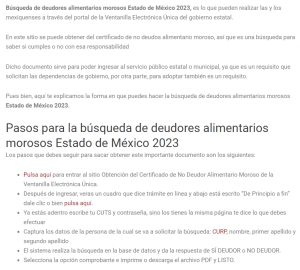 Búsqueda de deudores alimentarios morosos Estado de México 2023, es lo que pueden realizar las y los
mexiquenses a través del portal de la Ventanilla Electrónica Única del gobierno estatal.
En este sitio se puede obtener del certificado de no deudos alimentario moroso, así que es una búsqueda para
saber si cumples o no con esa responsabilidad
Dicho documento sirve para poder ingresar al servicio público estatal o municipal, ya que es un requisito que
solicitan las dependencias de gobierno, por otra parte, para adoptar también es un requisito.
Pues bien, aquí te explicamos la forma en que puedes hacer la búsqueda de deudores alimentarios morosos
Estado de México 2023.
Pasos para la búsqueda de deudores alimentarios
morosos Estado de México 2023
Los pasos que debes seguir para sacar obtener este importante documento son los siguientes:
Pulsa aquí para entrar al sitio Obtención del Certificado de No Deudor Alimentario Moroso de la
Ventanilla Electrónica Única.
Después de ingresar, veras un cuadro que dice trámite en línea y abajo está escrito "De Principio a fin"
dale clic o bien pulsa aquí.
Ya estás adentro escribe tu CUTS y contraseña, sino los tienes la misma página te dice lo que debes
efectuar
Captura los datos de la persona de la cual se va a solicitar la búsqueda: CURP, nombre, primer apellido y
segundo apellido
El sistema realiza la búsqueda en la base de datos y da la respuesta de SÍ DEUDOR o NO DEUDOR.
Selecciona la opción comprobante e imprime o descarga el archivo PDF y LISTO.